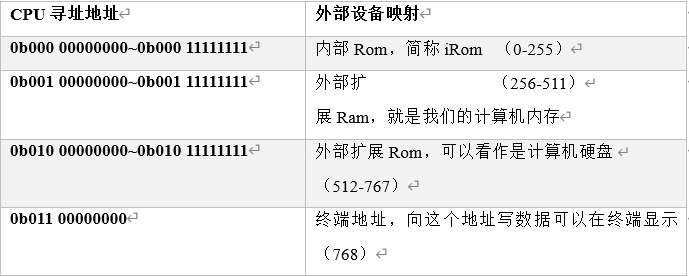 CPU 寻址地址 外部设备映射
0b000 00000000~0b000 11111111 内部 Rom，简称 iRom （0-255）
0b001 00000000~0b001 11111111 外部扩 （256-511）
展 Ram，就是我们的计算机内存
0b010 00000000~0b010 11111111 外部扩展 Rom，可以看作是计算机硬盘
（512-767）
0b011 00000000 终端地址，向这个地址写数据可以在终端显示
（768）